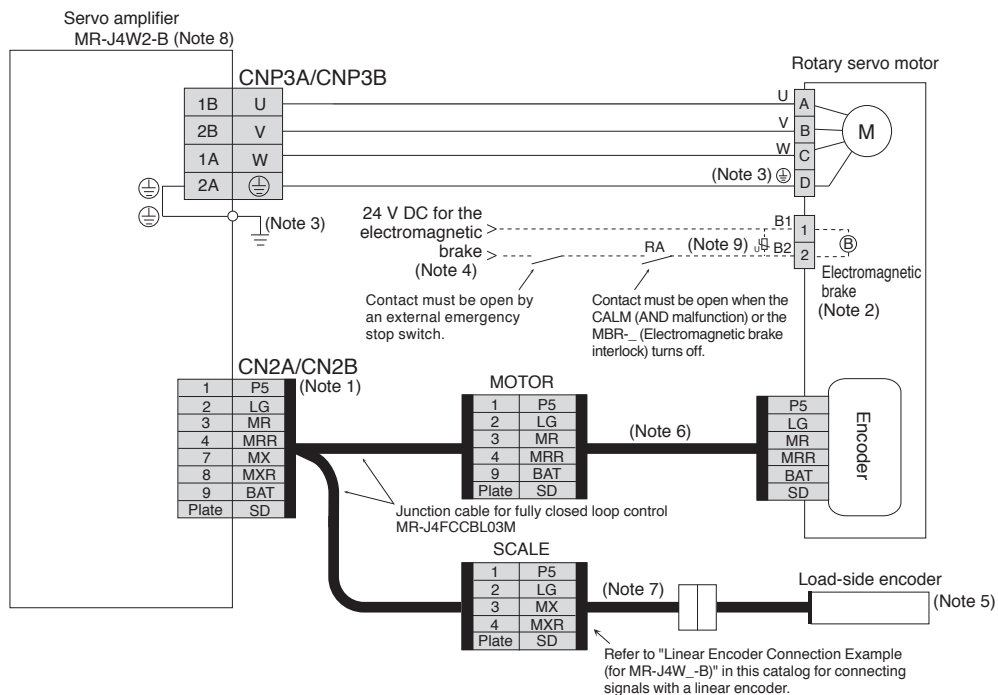 Servo amplifier
MR-J4W2-B (Note 8)
CNP3A/CNP3B
1B U
2B V
1A W
2A
(Note 3)
Rotary servo motor
U A
V B
W C
(Note 3) D
M
24 V DC for the
electromagnetic
brake
(Note 4)
RA (Note 9) U
B1 1
B2 2
B
Electromagnetic
brake
(Note 2)
Contact must be open by
an external emergency
stop switch.
Contact must be open when the
CALM (AND malfunction) or the
MBR-_ (Electromagnetic brake
interlock) turns off.
CN2A/CN2B
(Note 1)
1 P5
2 LG
3 MR
4 MRR
7 MX
8 MXR
9 BAT
Plate SD
MOTOR
1 P5
2 LG
3 MR
4 MRR
9 BAT
Plate SD
(Note 6)
P5
LG
MR
MRR
BAT
SD
Encoder
Junction cable for fully closed loop control
MR-J4FCCBL03M
SCALE
1 P5
2 LG
3 MX
4 MXR
Plate SD
(Note 7)
Load-side encoder
(Note 5)
Refer to "Linear Encoder Connection Example
(for MR-J4W_-B)" in this catalog for connecting
signals with a linear encoder.